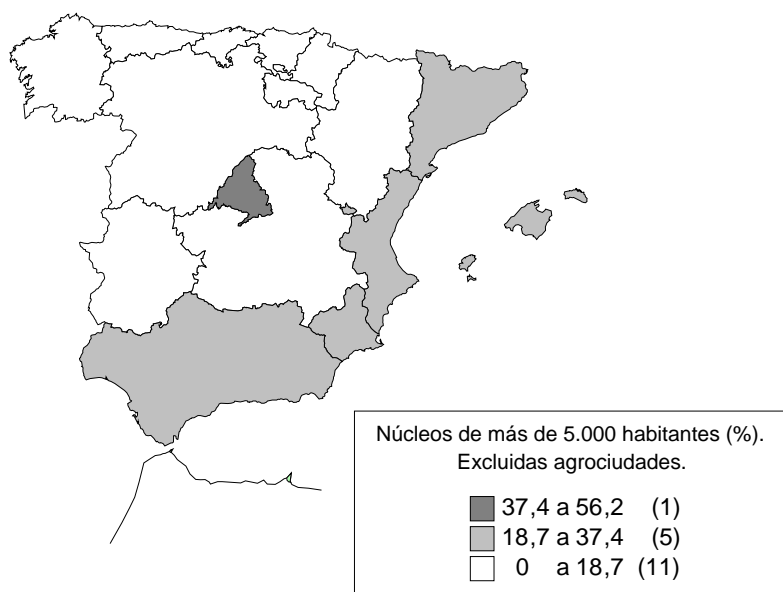 Núcleos de más de 5.000 habitantes (%).
Excluidas agrociudades.
37,4 a 56,2 (1)
18,7 a 37,4 (5)
0 a 18,7 (11)